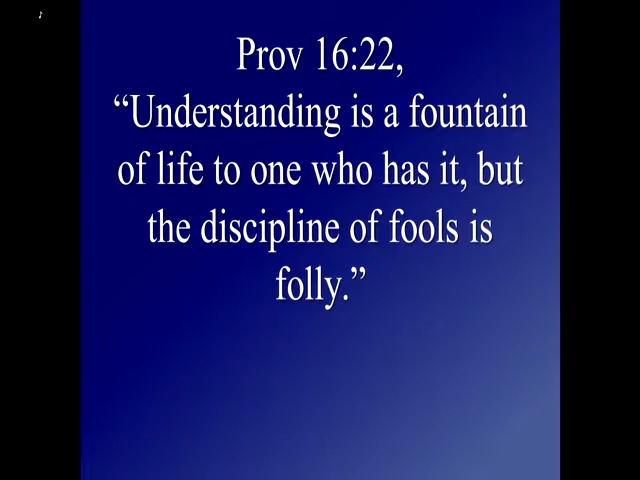 Prov 16:22,
“Understanding is a fountain
of life to one who has it, but
the discipline of fools is
folly.”